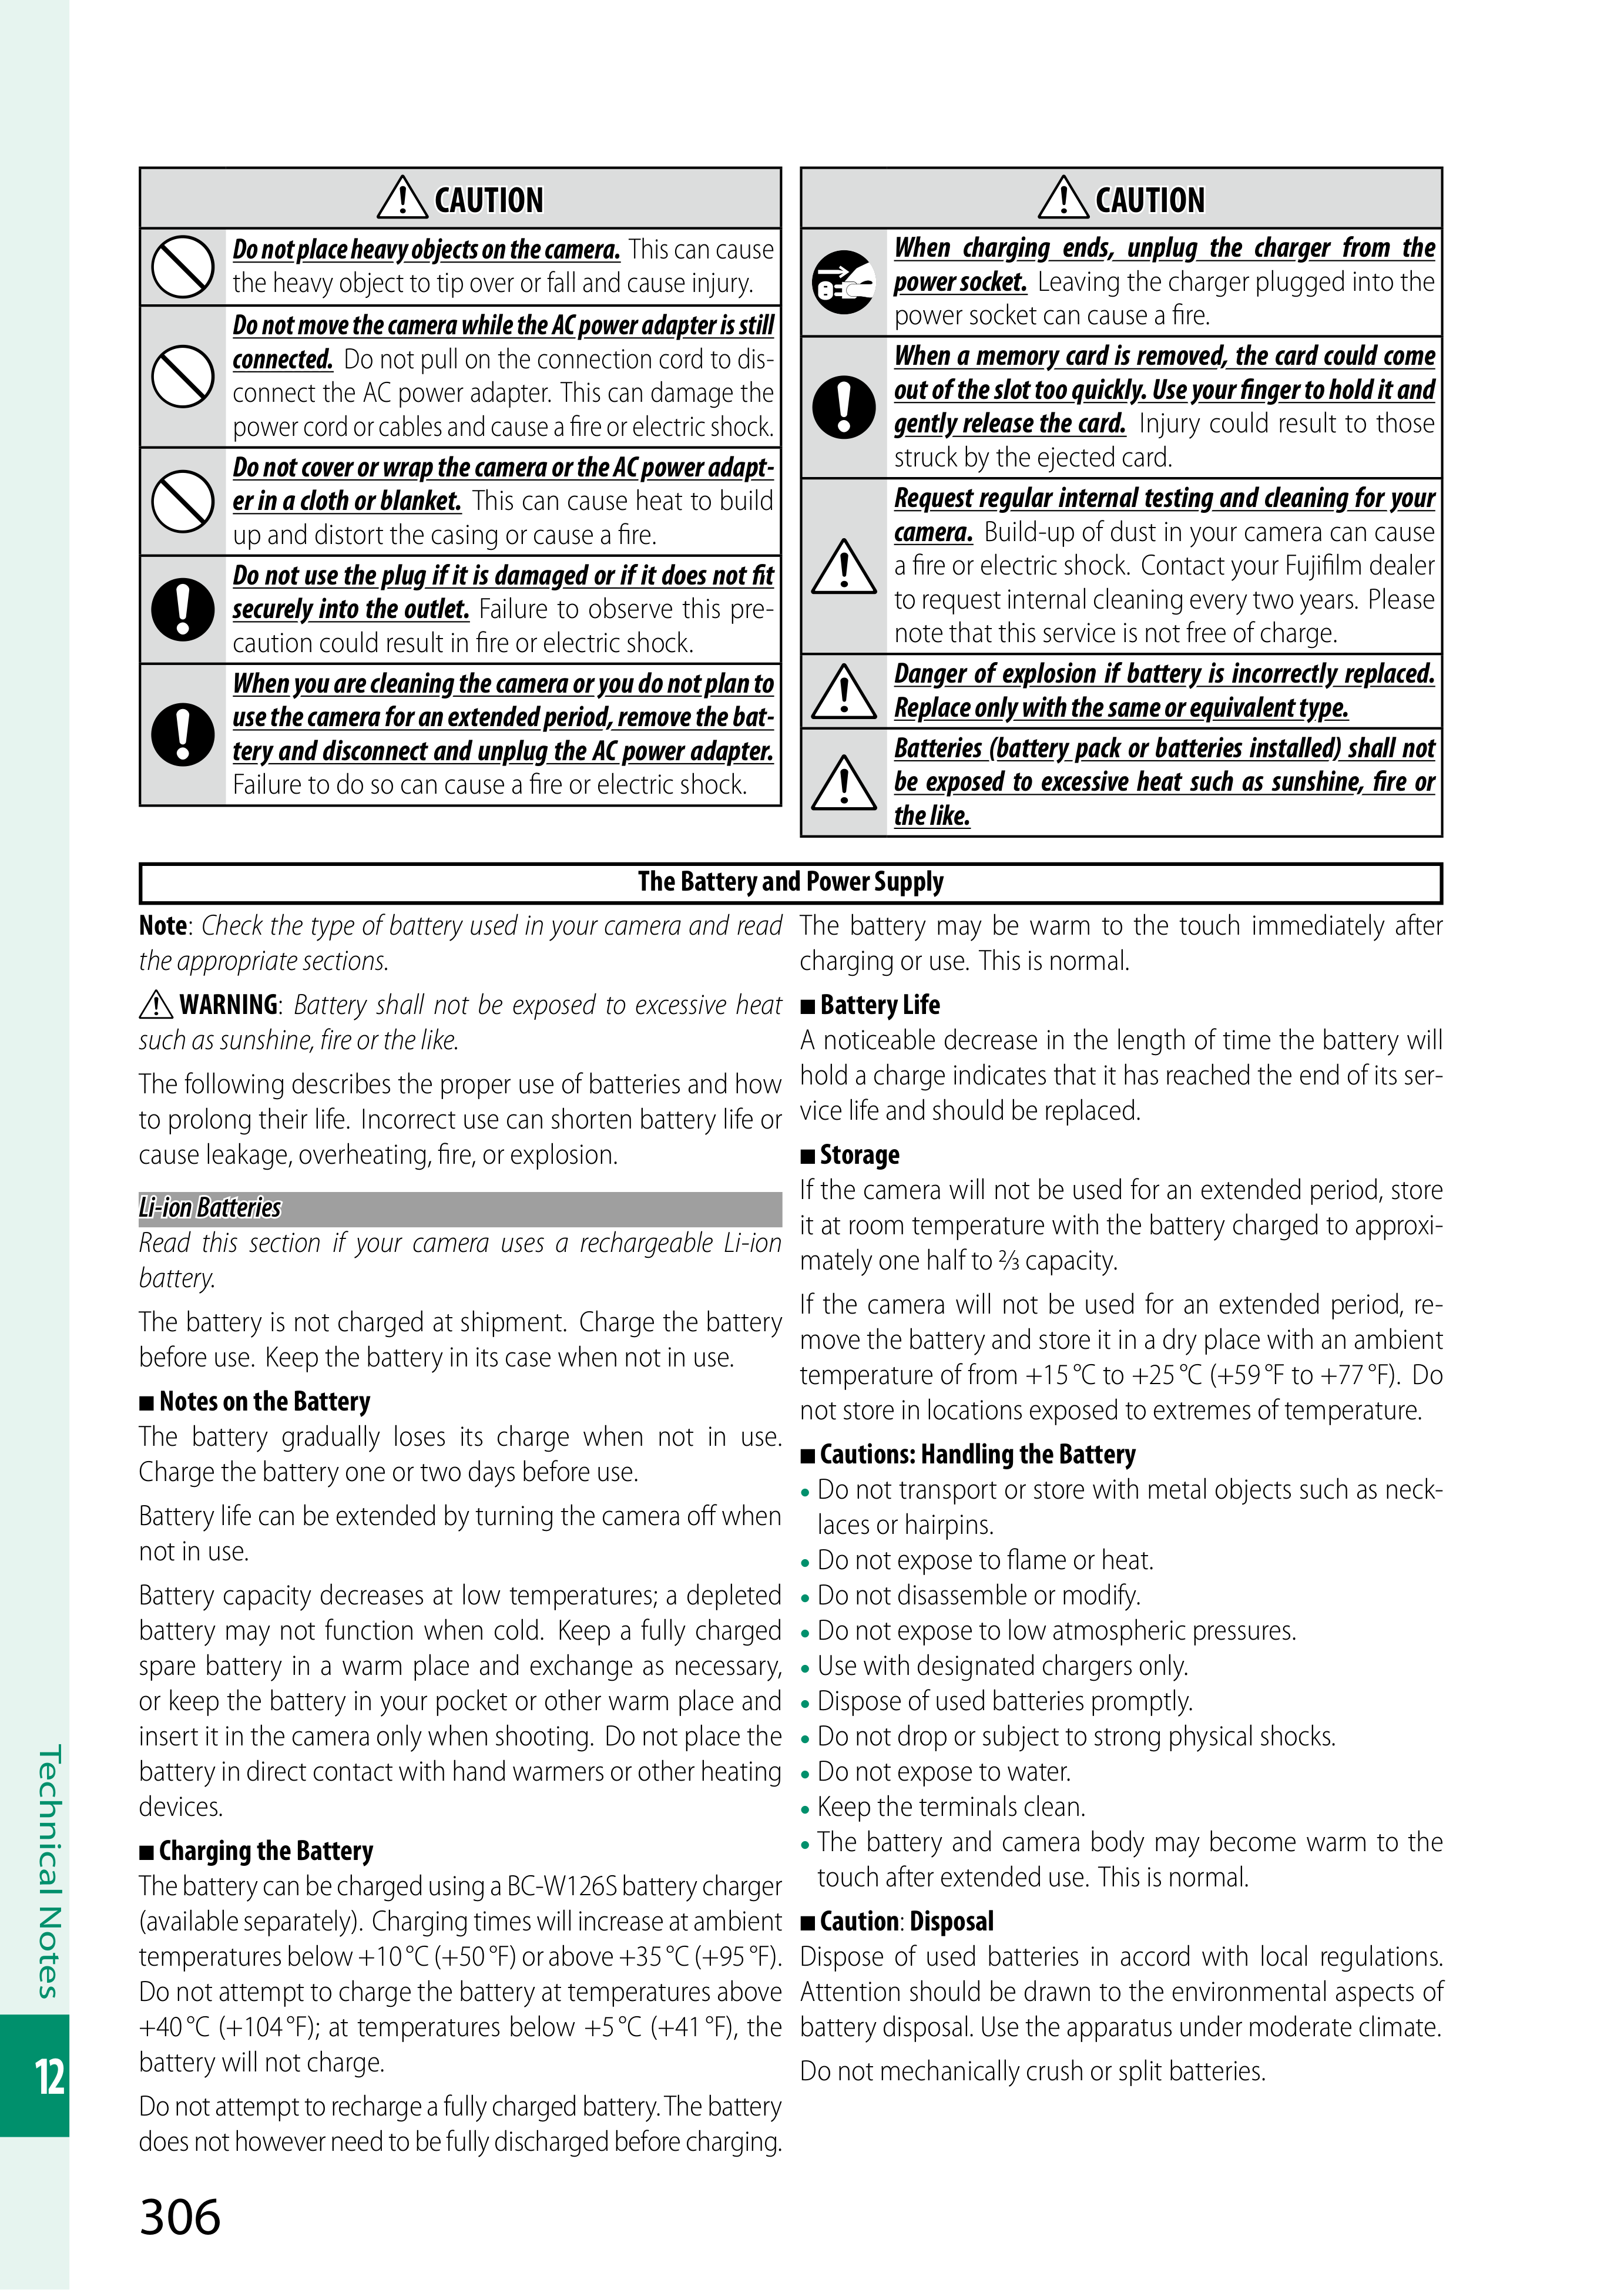 CAUTION
Do not place heavy objects on the camera. This can cause
the heavy object to tip over or fall and cause injury.
Do not move the camera while the AC power adapter is still
connected. Do not pull on the connection cord to dis-
connect the AC power adapter. This can damage the
power cord or cables and cause a fire or electric shock.
Do not cover or wrap the camera or the AC power adapt-
er in a cloth or blanket. This can cause heat to build
up and distort the casing or cause a fire.
Do not use the plug if it is damaged or if it does not fit
securely into the outlet. Failure to observe this pre-
caution could result in fire or electric shock.
When you are cleaning the camera or you do not plan to
use the camera for an extended period, remove the bat-
tery and disconnect and unplug the AC power adapter.
Failure to do so can cause a fire or electric shock.
CAUTION
When charging ends, unplug the charger from the
power socket. Leaving the charger plugged into the
power socket can cause a fire.
When a memory card is removed, the card could come
out of the slot too quickly. Use your finger to hold it and
gently release the card. Injury could result to those
struck by the ejected card.
Request regular internal testing and cleaning for your
camera. Build-up of dust in your camera can cause
a fire or electric shock. Contact your Fujifilm dealer
to request internal cleaning every two years. Please
note that this service is not free of charge.
Danger of explosion if battery is incorrectly replaced.
Replace only with the same or equivalent type.
Batteries (battery pack or batteries installed) shall not
be exposed to excessive heat such as sunshine, fire or
the like.
The Battery and Power Supply
Note: Check the type of battery used in your camera and read
the appropriate sections.
WARNING: Battery shall not be exposed to excessive heat
such as sunshine, fire or the like.
The following describes the proper use of batteries and how
to prolong their life. Incorrect use can shorten battery life or
cause leakage, overheating, fire, or explosion.
Li-ion Batteries
Read this section if your camera uses a rechargeable Li-ion
battery.
The battery is not charged at shipment. Charge the battery
before use. Keep the battery in its case when not in use.
■ Notes on the Battery
The battery gradually loses its charge when not in use.
Charge the battery one or two days before use.
Battery life can be extended by turning the camera off when
not in use.
Battery capacity decreases at low temperatures; a depleted
battery may not function when cold. Keep a fully charged
spare battery in a warm place and exchange as necessary,
or keep the battery in your pocket or other warm place and
insert it in the camera only when shooting. Do not place the
battery in direct contact with hand warmers or other heating
devices.
■ Charging the Battery
The battery can be charged using a BC-W126S battery charger
(available separately). Charging times will increase at ambient
temperatures below +10 °C (+50 °F) or above +35 °C (+95 °F).
Do not attempt to charge the battery at temperatures above
+40 °C (+104 °F); at temperatures below +5 °C (+41 °F), the
battery will not charge.
Do not attempt to recharge a fully charged battery. The battery
does not however need to be fully discharged before charging.
The battery may be warm to the touch immediately after
charging or use. This is normal.
■ Battery Life
A noticeable decrease in the length of time the battery will
hold a charge indicates that it has reached the end of its ser-
vice life and should be replaced.
■ Storage
If the camera will not be used for an extended period, store
it at room temperature with the battery charged to approxi-
mately one half to ⅔ capacity.
If the camera will not be used for an extended period, re-
move the battery and store it in a dry place with an ambient
temperature of from +15 °C to +25 °C (+59 °F to +77 °F). Do
not store in locations exposed to extremes of temperature.
■ Cautions: Handling the Battery
• Do not transport or store with metal objects such as neck-
laces or hairpins.
• Do not expose to flame or heat.
• Do not disassemble or modify.
• Do not expose to low atmospheric pressures.
• Use with designated chargers only.
• Dispose of used batteries promptly.
• Do not drop or subject to strong physical shocks.
• Do not expose to water.
• Keep the terminals clean.
• The battery and camera body may become warm to the
touch after extended use. This is normal.
■ Caution: Disposal
Dispose of used batteries in accord with local regulations.
Attention should be drawn to the environmental aspects of
battery disposal. Use the apparatus under moderate climate.
Do not mechanically crush or split batteries.
Technical Notes
12
306